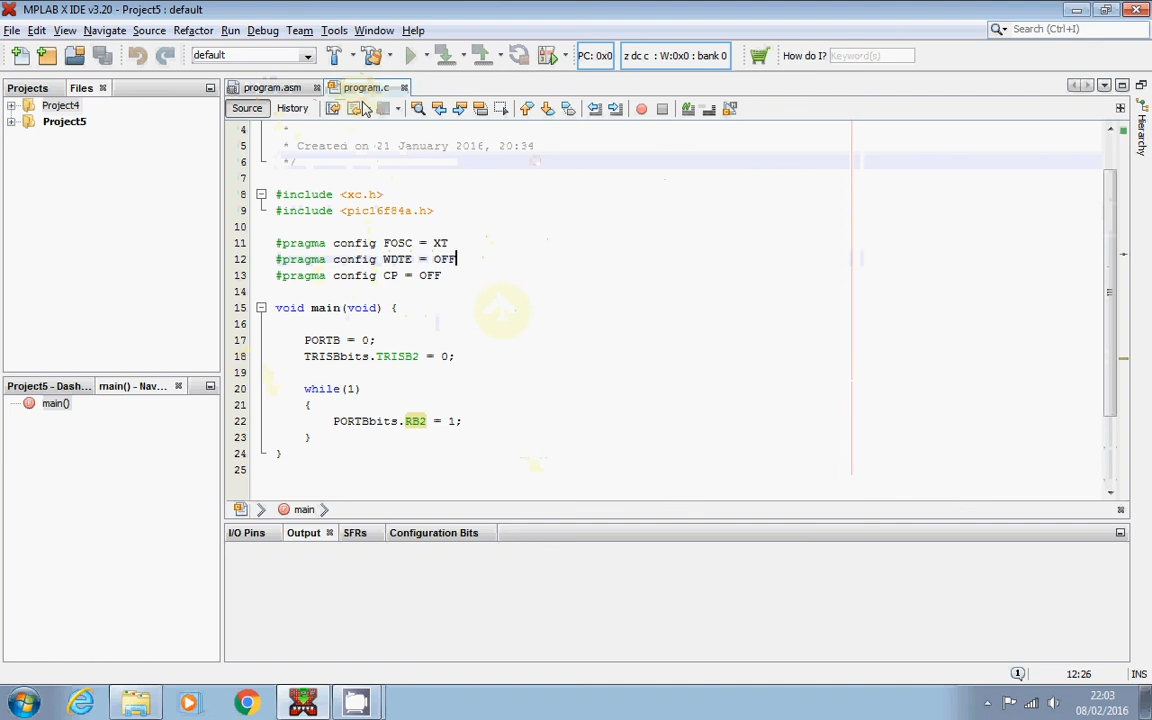 MPLAB X IDE v3.20 - Project5 : default
File Edit View Navigate Source Refactor Run Debug Team Tools Window Help
Search (Ctrl+I)
default
PC: 0x0
z dc c : W:0x0 : bank 0
How do I?
Keyword(s)
Projects
Files
program.asm
program.c
Source
History
Project4
Project5
Hierarchy
4 *
5 * Created on 21 January 2016, 20:34
6 */
7
8 #include <xc.h>
9 #include <pic16f84a.h>
10
11 #pragma config FOSC = XT
12 #pragma config WDTE = OFF
13 #pragma config CP = OFF
15 void main(void) {
16
17 PORTB = 0;
18 TRISBbits.TRISB2 = 0;
19
20 while(1)
21 {
22 PORTBbits.RB2 = 1;
23 }
24 }
25
Project5 - Dash...
main() - Nav...
main()
main
I/O Pins
Output
SFRs
Configuration Bits
1
12:26
INS
22:03
08/02/2016